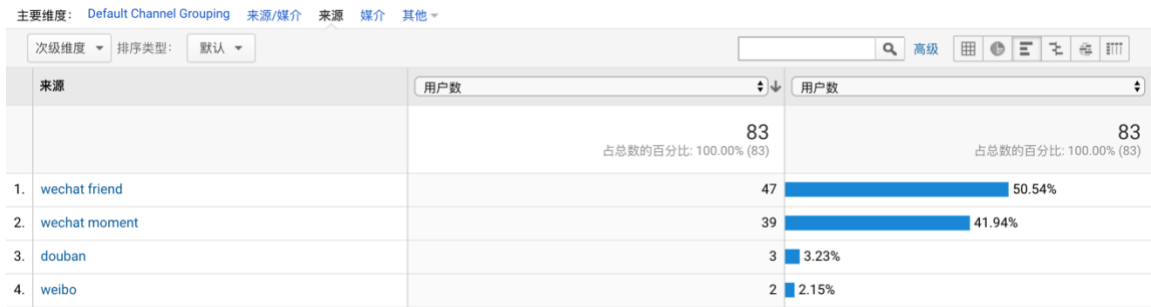 主要维度: Default Channel Grouping 来源/媒介 来源 媒介 其他
次级维度 排序类型: 默认 高级
来源 用户数 用户数
83 83
占总数的百分比: 100.00% (83) 占总数的百分比: 100.00% (83)
1. wechat friend 47 50.54%
2. wechat moment 39 41.94%
3. douban 3 3.23%
4. weibo 2 2.15%